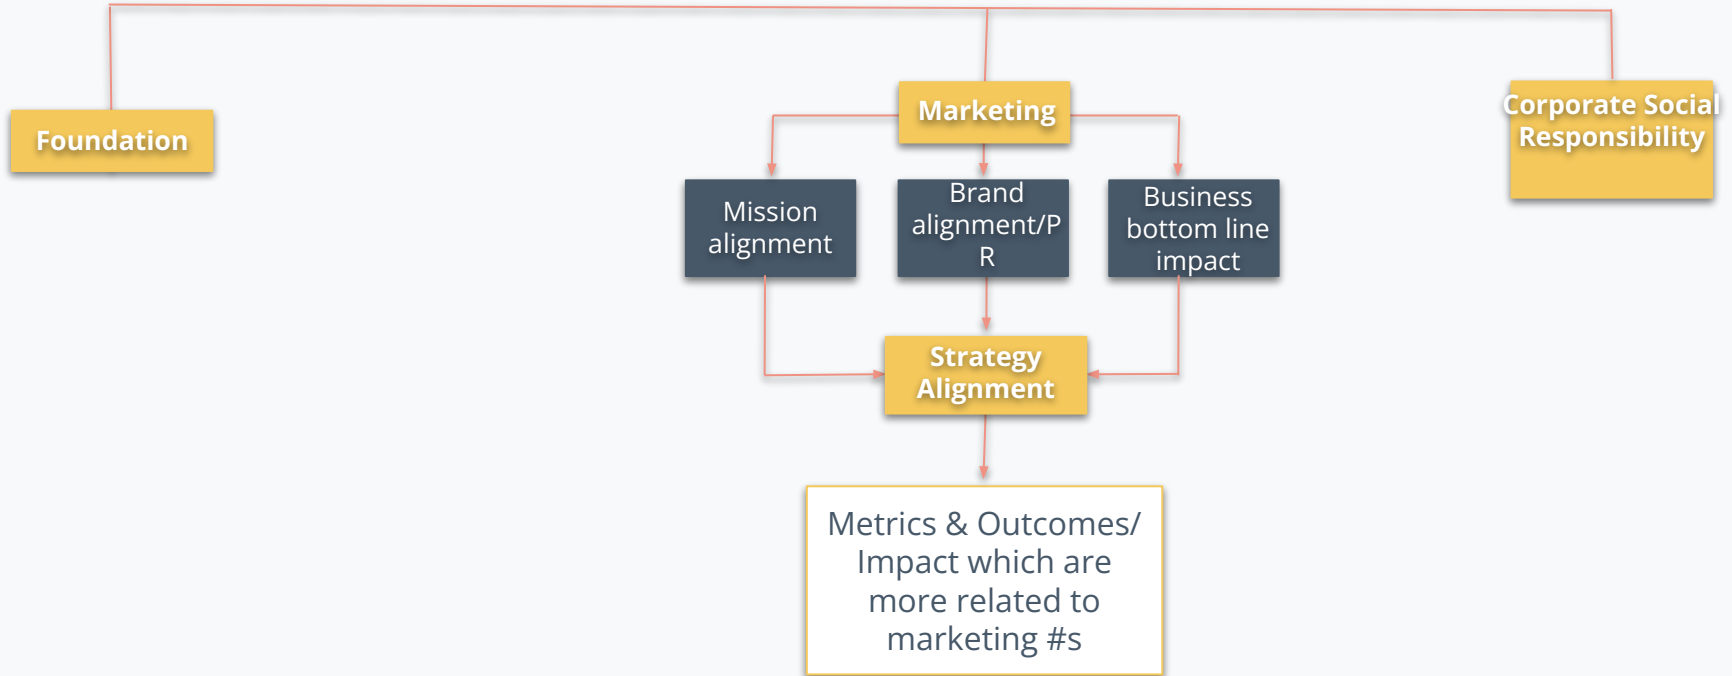 Foundation
Marketing
Corporate Social
Responsibility
Mission
alignment
Brand
alignment/P
R
Business
bottom line
impact
Strategy
Alignment
Metrics & Outcomes/
Impact which are
more related to
marketing #s